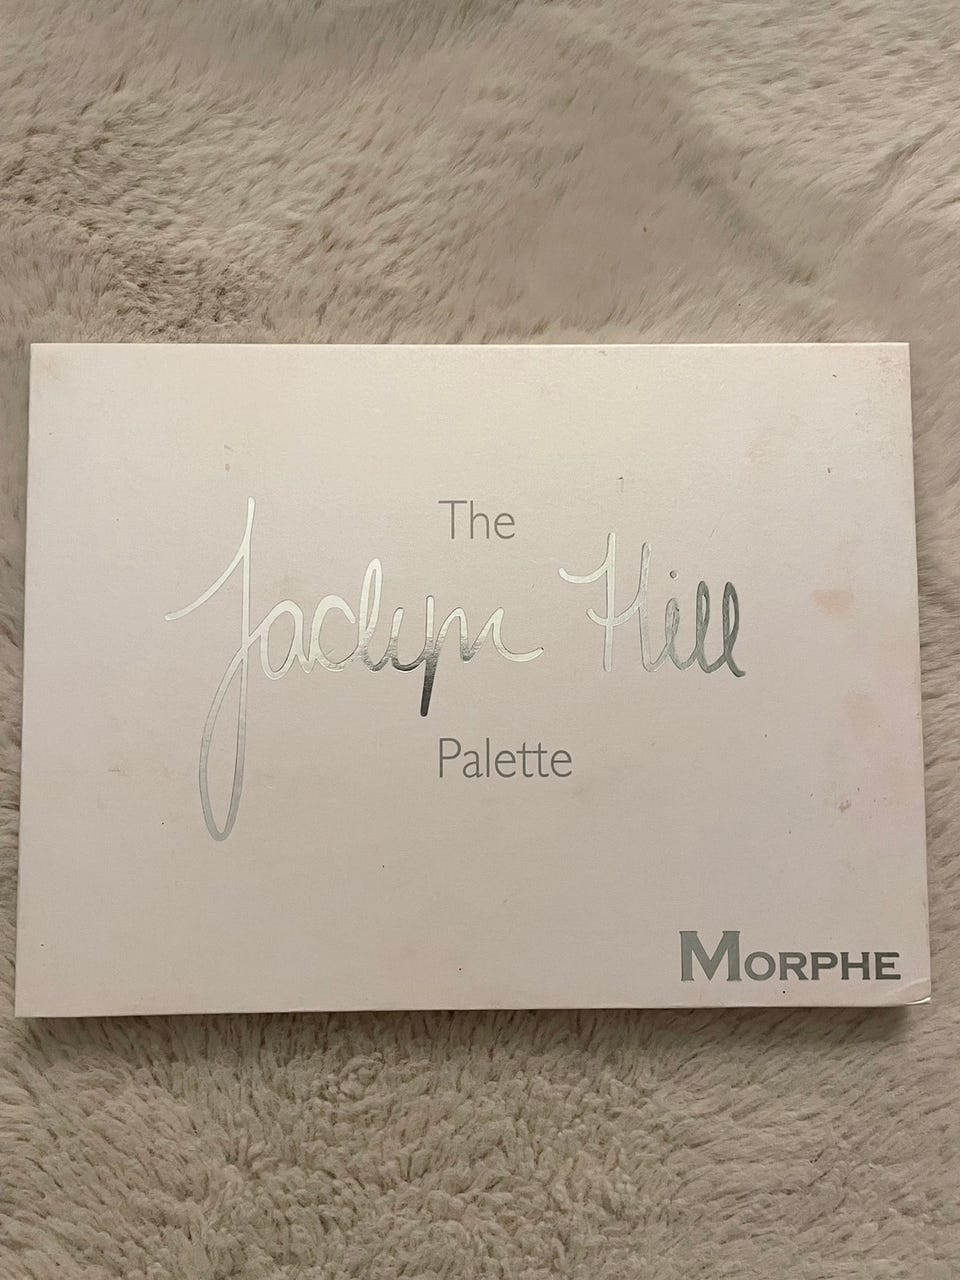 The
Jaclyn Hill
Palette
MORPHE